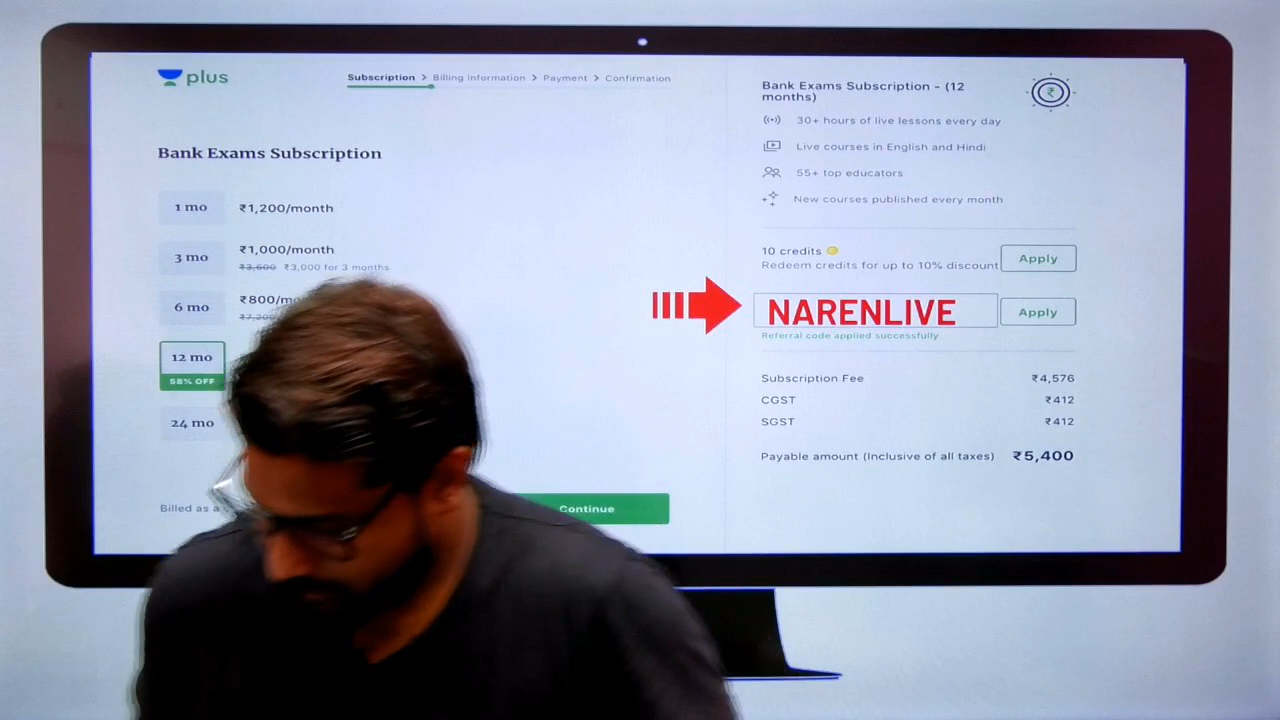 plus
Subscription > Billing Information > Payment > Confirmation
Bank Exams Subscription
1 mo ₹1,200/month
3 mo ₹1,000/month
₹3,600 ₹3,000 for 3 months
6 mo ₹800/mo
₹7,200
12 mo
58% OFF
24 mo
Billed as a
Continue
Bank Exams Subscription - (12
months)
₹
30+ hours of live lessons every day
Live courses in English and Hindi
55+ top educators
New courses published every month
10 credits
Redeem credits for up to 10% discount
Apply
NARENLIVE
Apply
Referral code applied successfully
Subscription Fee ₹4,576
CGST ₹412
SGST ₹412
Payable amount (Inclusive of all taxes) ₹5,400